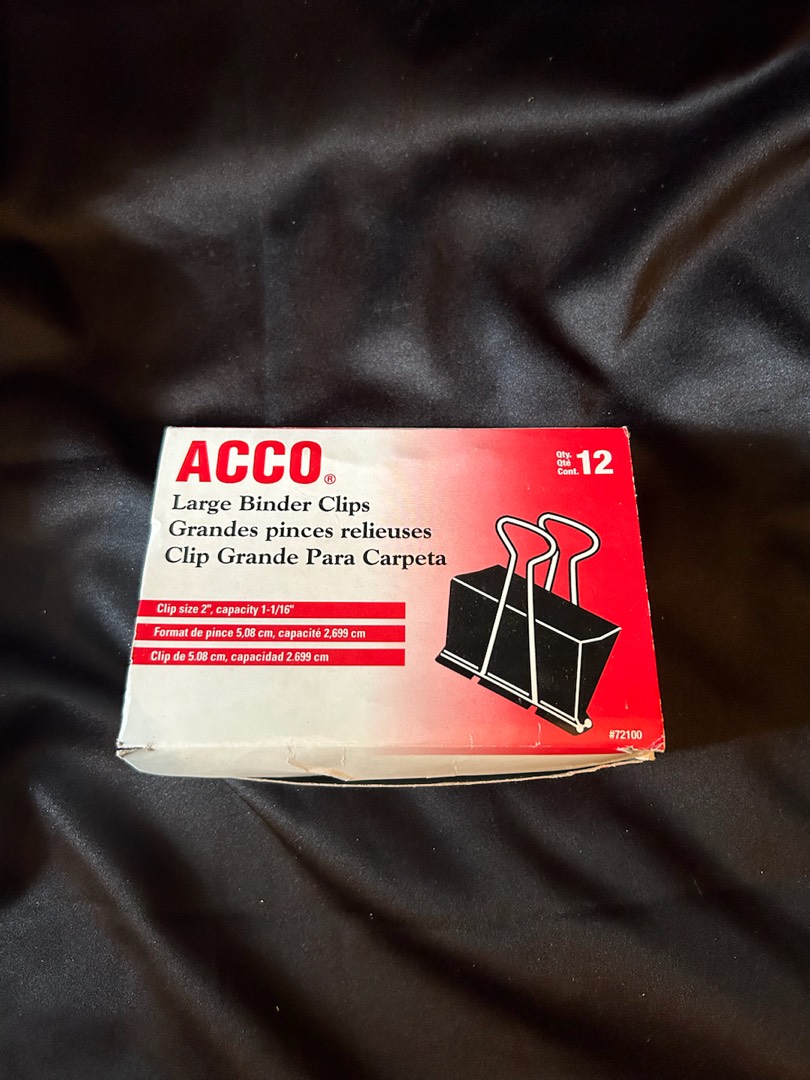 ACCO®
Qty.
Qté
Cont. 12
Large Binder Clips
Grandes pinces relieuses
Clip Grande Para Carpeta
Clip size 2", capacity 1-1/16"
Format de pince 5,08 cm, capacité 2,699 cm
Clip de 5.08 cm, capacidad 2.699 cm
#72100